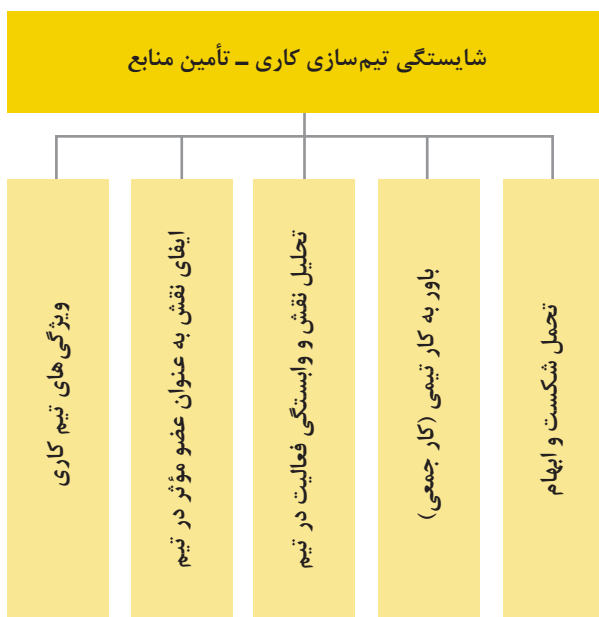 شایستگی تیم‌سازی کاری ــ تأمین منابع
تحمل شکست و ابهام
باور به کار تیمی (کار جمعی)
تحلیل نقش و وابستگی فعالیت در تیم
ایفای نقش به عنوان عضو مؤثر در تیم
ویژگی‌های تیم کاری